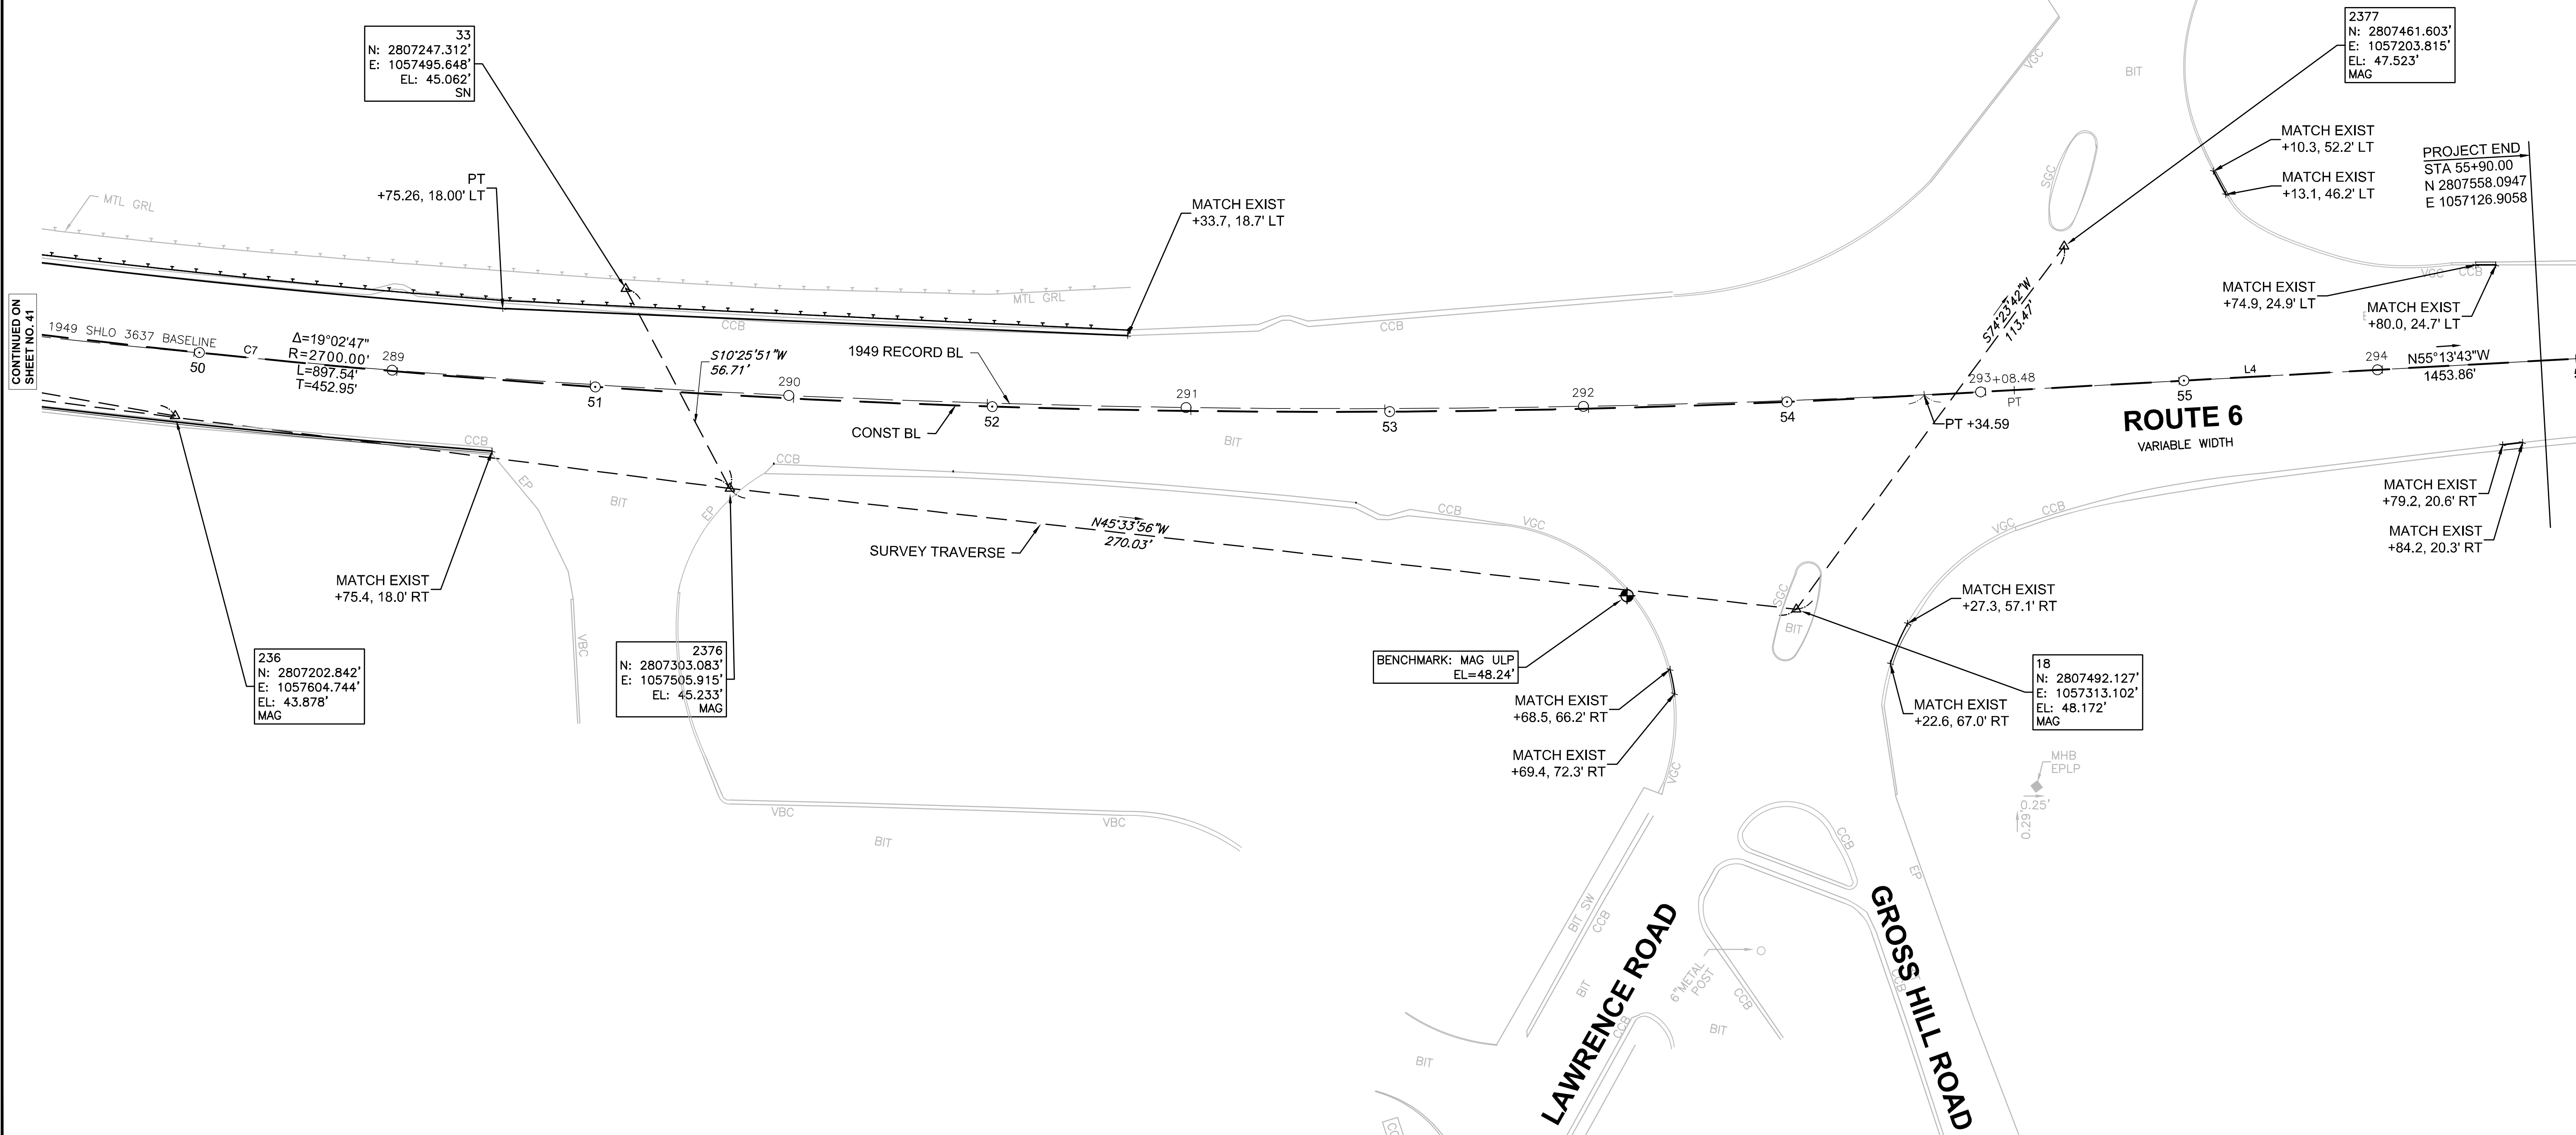 33
N: 2807247.312'
E: 1057495.648'
EL: 45.062'
SN
2377
N: 2807461.603'
E: 1057203.815'
EL: 47.523'
MAG
VGC
BIT
MATCH EXIST
+10.3, 52.2' LT
MATCH EXIST
+13.1, 46.2' LT
PROJECT END
STA 55+90.00
N 2807558.0947
E 1057126.9058
SGC
PT
+75.26, 18.00' LT
MTL GRL
MATCH EXIST
+33.7, 18.7' LT
MTL GRL
CCB
CCB
VGC
CCB
MATCH EXIST
+74.9, 24.9' LT
MATCH EXIST
+80.0, 24.7' LT
S74°23'42"W
113.47'
CONTINUED ON
SHEET NO. 41
1949 SHLO 3637 BASELINE
C7
50
Δ=19°02'47"
R=2700.00'
L=897.54'
T=452.95'
289
51
S10°25'51"W
56.71'
290
1949 RECORD BL
CONST BL
52
291
53
292
54
293+08.48
PT
PT +34.59
55
L4
294
N55°13'43"W
1453.86'
ROUTE 6
VARIABLE WIDTH
BIT
CCB
EP
BIT
EP
CCB
CCB
VGC
VGC
CCB
SURVEY TRAVERSE
N45°33'56"W
270.03'
MATCH EXIST
+79.2, 20.6' RT
MATCH EXIST
+84.2, 20.3' RT
MATCH EXIST
+75.4, 18.0' RT
VBC
236
N: 2807202.842'
E: 1057604.744'
EL: 43.878'
MAG
2376
N: 2807303.083'
E: 1057505.915'
EL: 45.233'
MAG
SGC
BIT
MATCH EXIST
+27.3, 57.1' RT
BENCHMARK: MAG ULP
EL=48.24'
MATCH EXIST
+68.5, 66.2' RT
MATCH EXIST
+69.4, 72.3' RT
MATCH EXIST
+22.6, 67.0' RT
18
N: 2807492.127'
E: 1057313.102'
EL: 48.172'
MAG
MHB
EPLP
0.25'
0.29'
VGC
VBC
BIT
VBC
CCB
EP
BIT SW
CCB
LAWRENCE ROAD
GROSS HILL ROAD
6"METAL
POST
CCB
CCB
BIT
CCB
BIT
BIT